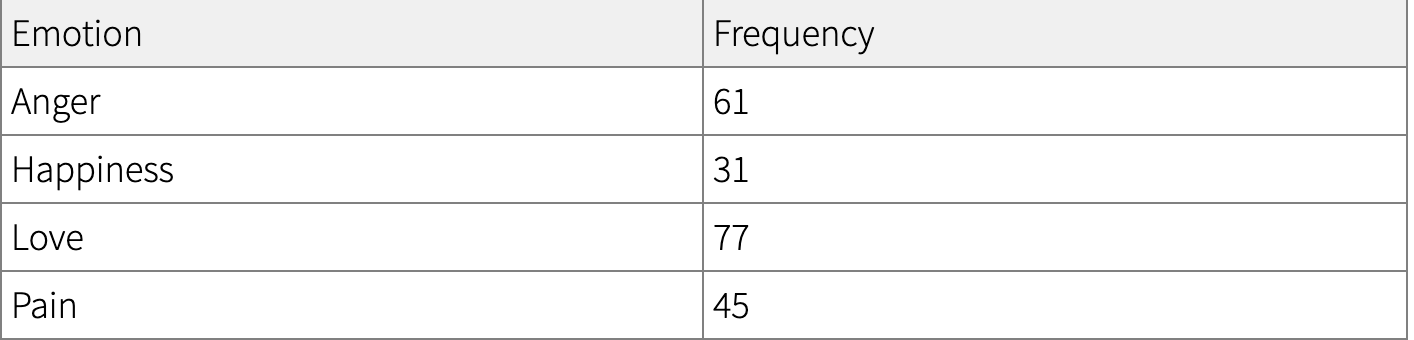 Emotion Frequency
Anger 61
Happiness 31
Love 77
Pain 45